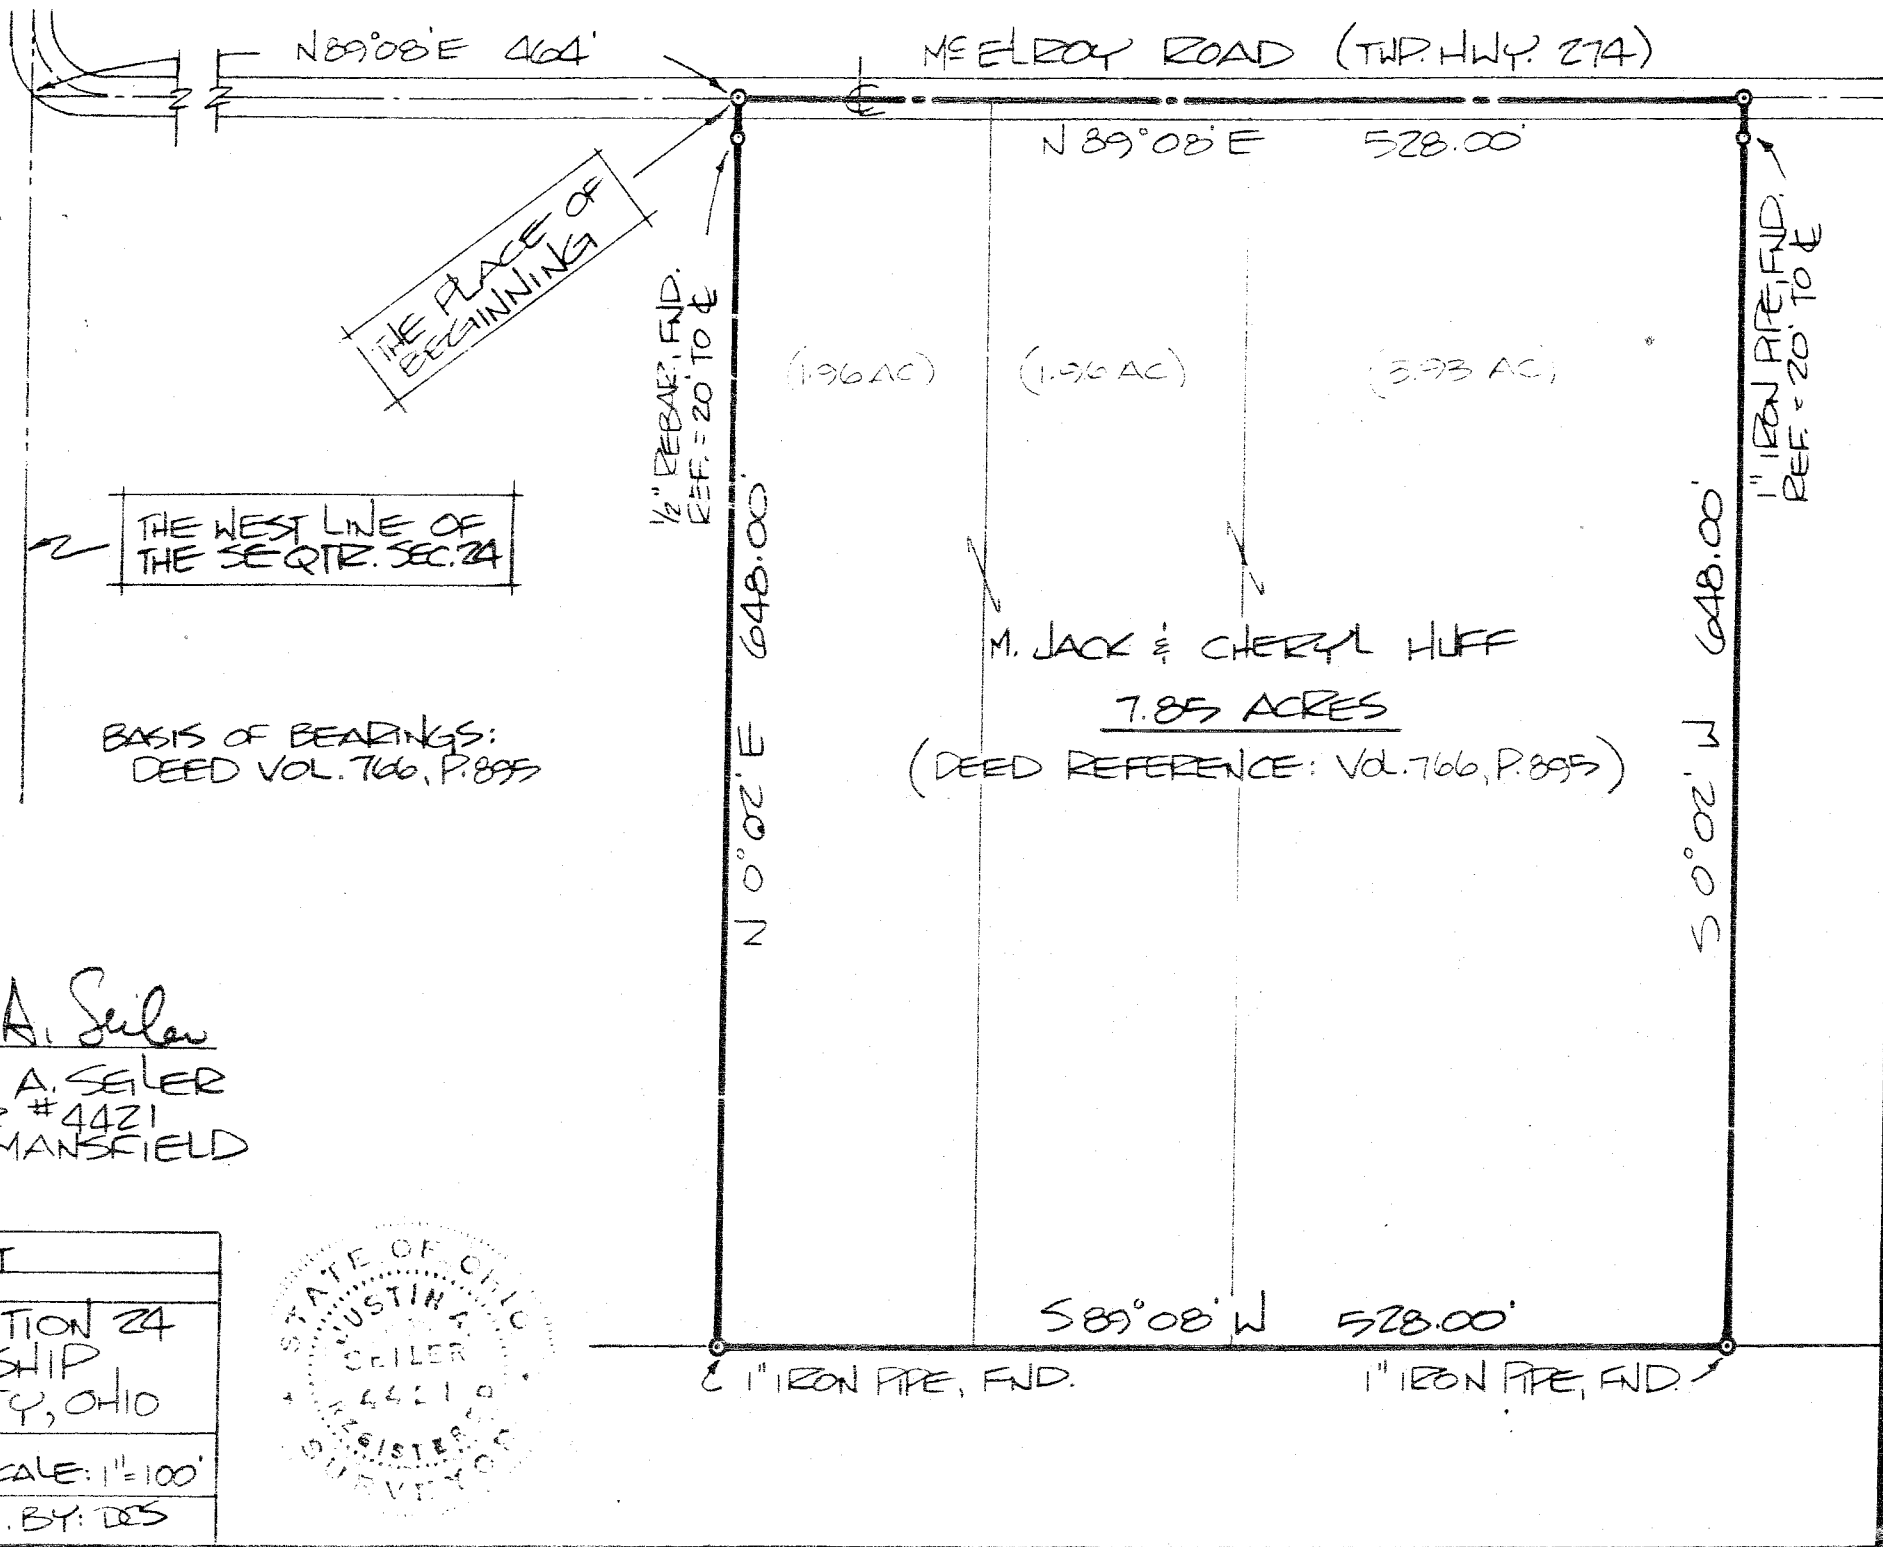 N 89°08' E 464'
McELROY ROAD (TWP. HWY. 274)
N 89°08' E 528.00'
THE PLACE OF
BEGINNING
1/2" REBAR, FND.
REF. = 20' TO ℄
1" IRON PIPE, FND.
REF. = 20' TO ℄
(1.96 AC)
(1.96 AC)
(3.93 AC)
THE WEST LINE OF
THE SE QTR. SEC. 24
N 0°02' E 648.00'
S 0°02' W 648.00'
M. JACK & CHERYL HUFF
7.85 ACRES
(DEED REFERENCE: VOL. 766, P. 895)
BASIS OF BEARINGS:
DEED VOL. 766, P. 895
A. Seiler
A. SEILER
#4421
MANSFIELD
T
TION 24
SHIP
TY, OHIO
CALE: 1"=100'
. BY: DES
STATE OF OHIO
JUSTIN A.
SEILER
4421
REGISTERED
SURVEYOR
S 89°08' W 528.00'
1" IRON PIPE, FND.
1" IRON PIPE, FND.